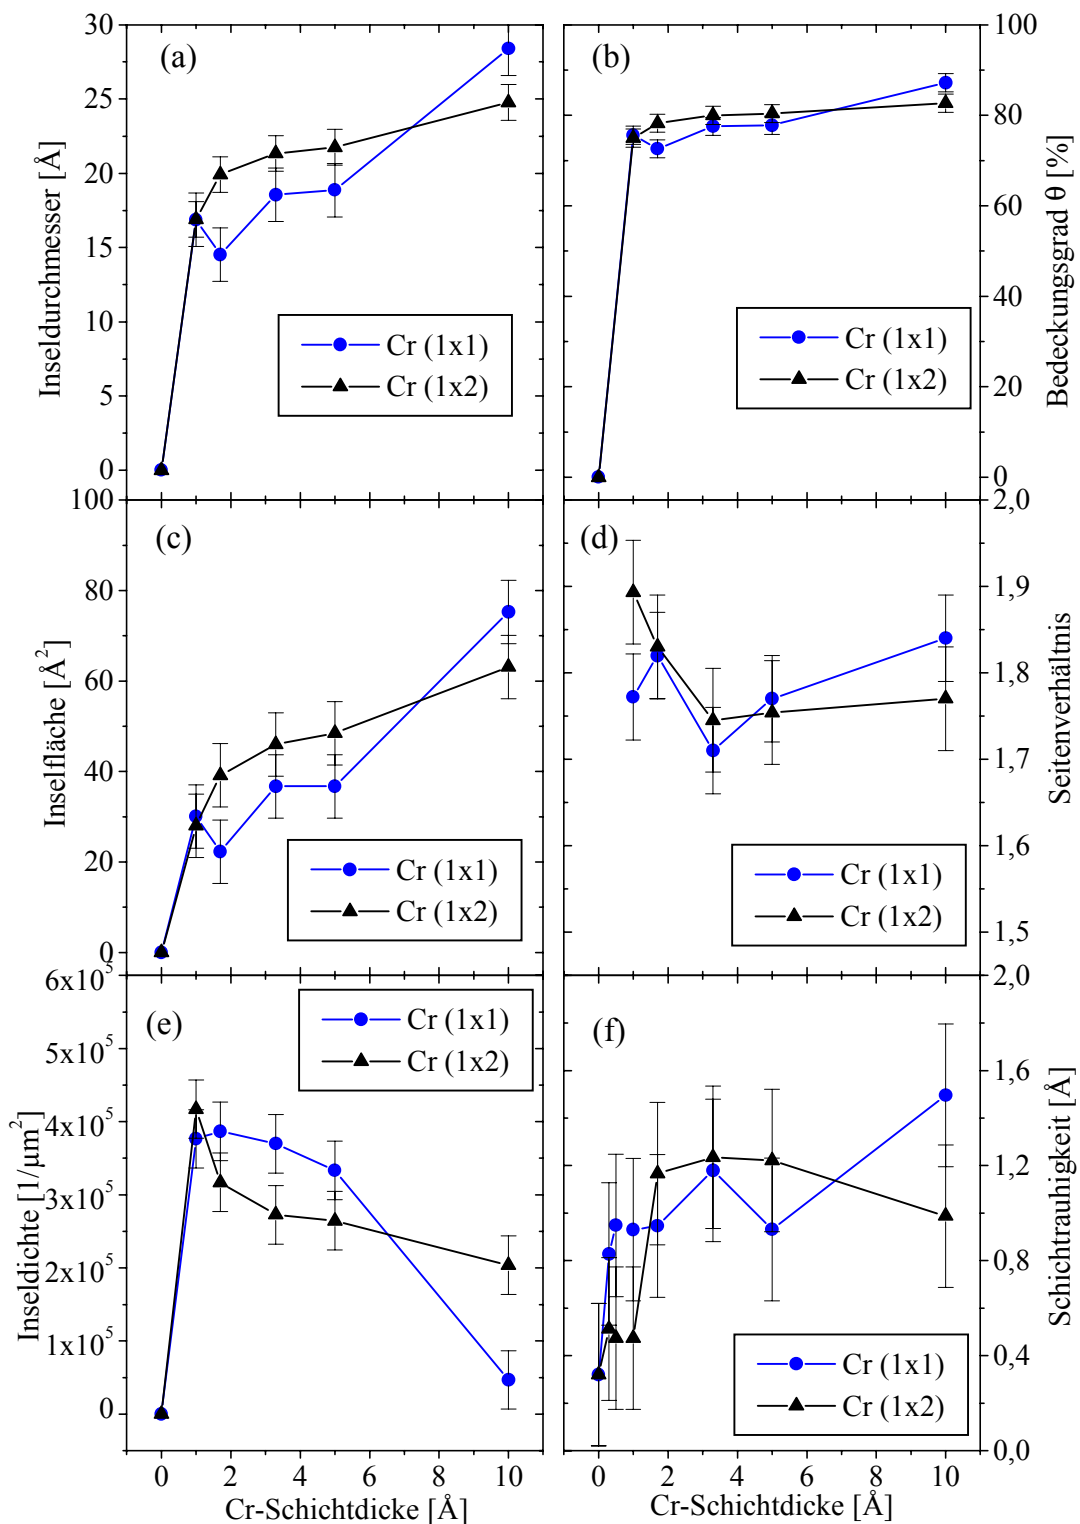 (a)
30
25
20
15
10
5
0
Inseldurchmesser [Å]
Cr (1x1)
Cr (1x2)
(b)
100
80
60
40
20
0
Bedeckungsgrad θ [%]
Cr (1x1)
Cr (1x2)
(c)
100
80
60
40
20
0
Inselfläche [Å²]
Cr (1x1)
Cr (1x2)
(d)
2,0
1,9
1,8
1,7
1,6
1,5
Seitenverhältnis
Cr (1x1)
Cr (1x2)
(e)
6x10⁵
5x10⁵
4x10⁵
3x10⁵
2x10⁵
1x10⁵
0
Inseldichte [1/µm²]
Cr (1x1)
Cr (1x2)
0 2 4 6 8 10
Cr-Schichtdicke [Å]
(f)
2,0
1,6
1,2
0,8
0,4
0,0
Schichtrauhigkeit [Å]
Cr (1x1)
Cr (1x2)
0 2 4 6 8 10
Cr-Schichtdicke [Å]